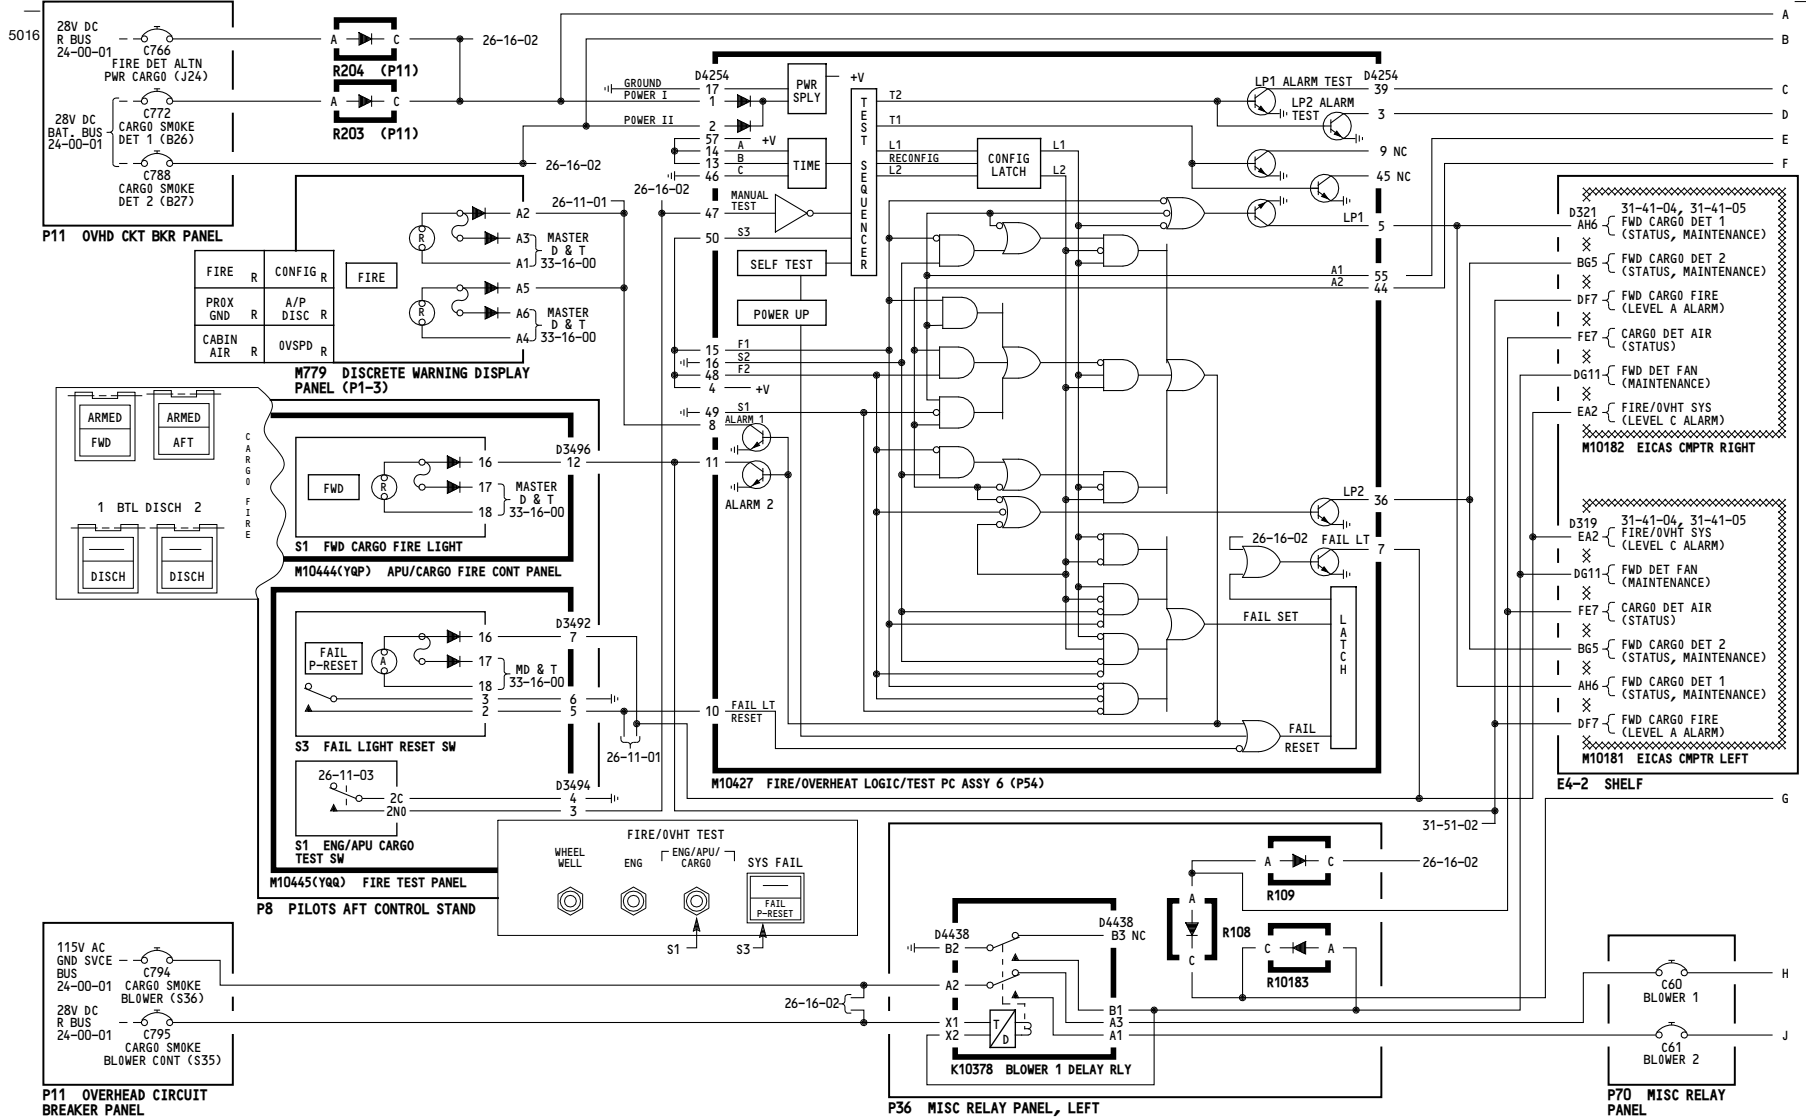 5016
28V DC
R BUS
24-00-01
C766
FIRE DET ALTN
PWR CARGO (J24)
28V DC
BAT. BUS
24-00-01
C772
CARGO SMOKE
DET 1 (B26)
C788
CARGO SMOKE
DET 2 (B27)
P11 OVHD CKT BKR PANEL
A C
R204 (P11)
A C
R203 (P11)
26-16-02
26-16-02
FIRE R
CONFIG R
PROX
GND R
A/P
DISC R
CABIN
AIR R
OVSPD R
FIRE
R
R
A2
A3
A1
MASTER
D & T
33-16-00
A5
A6
A4
MASTER
D & T
33-16-00
26-11-01
26-16-02
M779 DISCRETE WARNING DISPLAY
PANEL (P1-3)
ARMED
FWD
ARMED
AFT
CARGO FIRE
1 BTL DISCH 2
DISCH
DISCH
FWD
R
16
17
18
MASTER
D & T
33-16-00
D3496
12
S1 FWD CARGO FIRE LIGHT
M10444(YQP) APU/CARGO FIRE CONT PANEL
FAIL
P-RESET
A
16
17
18
3
2
MD & T
33-16-00
D3492
7
6
5
S3 FAIL LIGHT RESET SW
26-11-01
26-11-03
2C
2NO
D3494
4
3
S1 ENG/APU CARGO
TEST SW
M10445(YQQ) FIRE TEST PANEL
P8 PILOTS AFT CONTROL STAND
FIRE/OVHT TEST
WHEEL
WELL
ENG
ENG/APU/
CARGO
SYS FAIL
FAIL
P-RESET
S1
S3
D4254
17 GROUND
1 POWER I
2 POWER II
57 +V
14 A
13 B
46 C
47 MANUAL
TEST
50 S3
15 F1
16 S2
48 F2
4 +V
49 S1
8 ALARM 1
11
ALARM 2
10 FAIL LT
RESET
PWR
SPLY
+V
TIME
SELF TEST
POWER UP
TEST SEQUENCER
T2
T1
L1
RECONFIG
L2
CONFIG
LATCH
L1
L2
LP1 ALARM TEST
LP2 ALARM
TEST
D4254
39
3
9 NC
45 NC
LP1 5
A1 55
A2 44
LP2 36
26-16-02
FAIL LT 7
FAIL SET
LATCH
FAIL
RESET
M10427 FIRE/OVERHEAT LOGIC/TEST PC ASSY 6 (P54)
A
B
C
D
E
F
D321
31-41-04, 31-41-05
AH6 FWD CARGO DET 1
(STATUS, MAINTENANCE)
BG5 FWD CARGO DET 2
(STATUS, MAINTENANCE)
DF7 FWD CARGO FIRE
(LEVEL A ALARM)
FE7 CARGO DET AIR
(STATUS)
DG11 FWD DET FAN
(MAINTENANCE)
EA2 FIRE/OVHT SYS
(LEVEL C ALARM)
M10182 EICAS CMPTR RIGHT
D319
31-41-04, 31-41-05
EA2 FIRE/OVHT SYS
(LEVEL C ALARM)
DG11 FWD DET FAN
(MAINTENANCE)
FE7 CARGO DET AIR
(STATUS)
BG5 FWD CARGO DET 2
(STATUS, MAINTENANCE)
AH6 FWD CARGO DET 1
(STATUS, MAINTENANCE)
DF7 FWD CARGO FIRE
(LEVEL A ALARM)
M10181 EICAS CMPTR LEFT
E4-2 SHELF
G
31-51-02
115V AC
GND SVCE
BUS
24-00-01
C794
CARGO SMOKE
BLOWER (S36)
28V DC
R BUS
24-00-01
C795
CARGO SMOKE
BLOWER CONT (S35)
P11 OVERHEAD CIRCUIT
BREAKER PANEL
26-16-02
D4438
B2
A2
X1
X2
T/D
D4438
B3 NC
B1
A3
A1
K10378 BLOWER 1 DELAY RLY
A
C
R108
A C
R109
26-16-02
C A
R10183
P36 MISC RELAY PANEL, LEFT
C60
BLOWER 1
C61
BLOWER 2
P70 MISC RELAY
PANEL
H
J